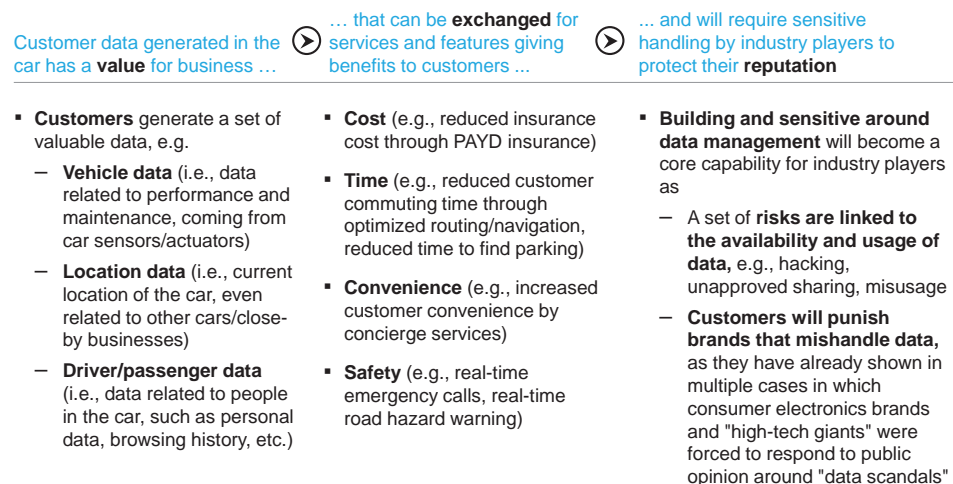 Customer data generated in the
car has a value for business …
… that can be exchanged for
services and features giving
benefits to customers ...
... and will require sensitive
handling by industry players to
protect their reputation
▪ Customers generate a set of
valuable data, e.g.
– Vehicle data (i.e., data
related to performance and
maintenance, coming from
car sensors/actuators)
– Location data (i.e., current
location of the car, even
related to other cars/close-
by businesses)
– Driver/passenger data
(i.e., data related to people
in the car, such as personal
data, browsing history, etc.)
▪ Cost (e.g., reduced insurance
cost through PAYD insurance)
▪ Time (e.g., reduced customer
commuting time through
optimized routing/navigation,
reduced time to find parking)
▪ Convenience (e.g., increased
customer convenience by
concierge services)
▪ Safety (e.g., real-time
emergency calls, real-time
road hazard warning)
▪ Building and sensitive around
data management will become a
core capability for industry players
as
– A set of risks are linked to
the availability and usage of
data, e.g., hacking,
unapproved sharing, misusage
– Customers will punish
brands that mishandle data,
as they have already shown in
multiple cases in which
consumer electronics brands
and "high-tech giants" were
forced to respond to public
opinion around "data scandals"